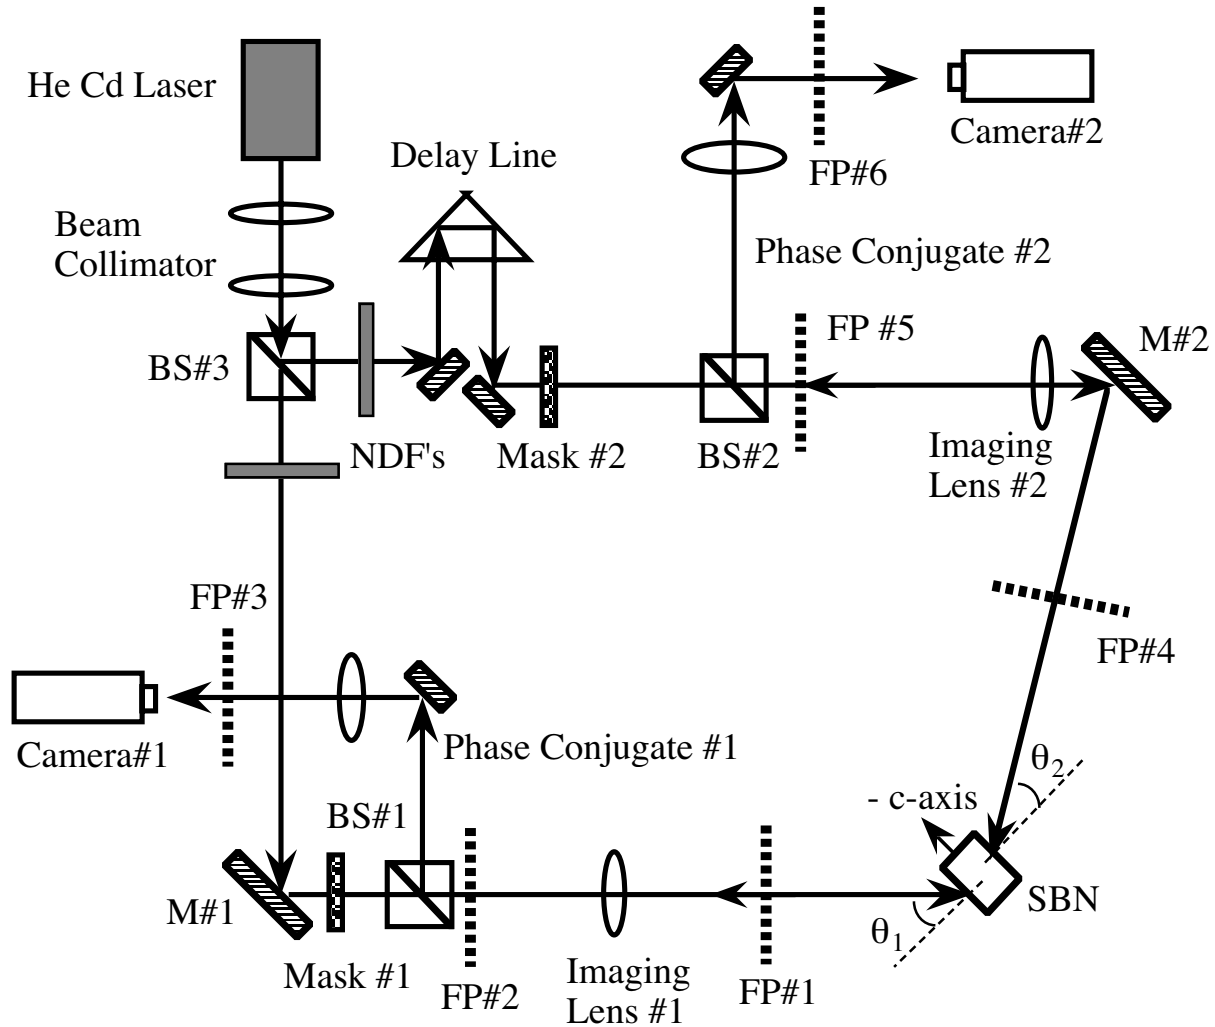 He Cd Laser
Camera#2
Delay Line
FP#6
Beam
Collimator
Phase Conjugate #2
FP #5
M#2
BS#3
NDF's
Mask #2
BS#2
Imaging
Lens #2
FP#3
FP#4
Camera#1
Phase Conjugate #1
θ2
- c-axis
BS#1
M#1
SBN
θ1
Mask #1
FP#2
Imaging
Lens #1
FP#1